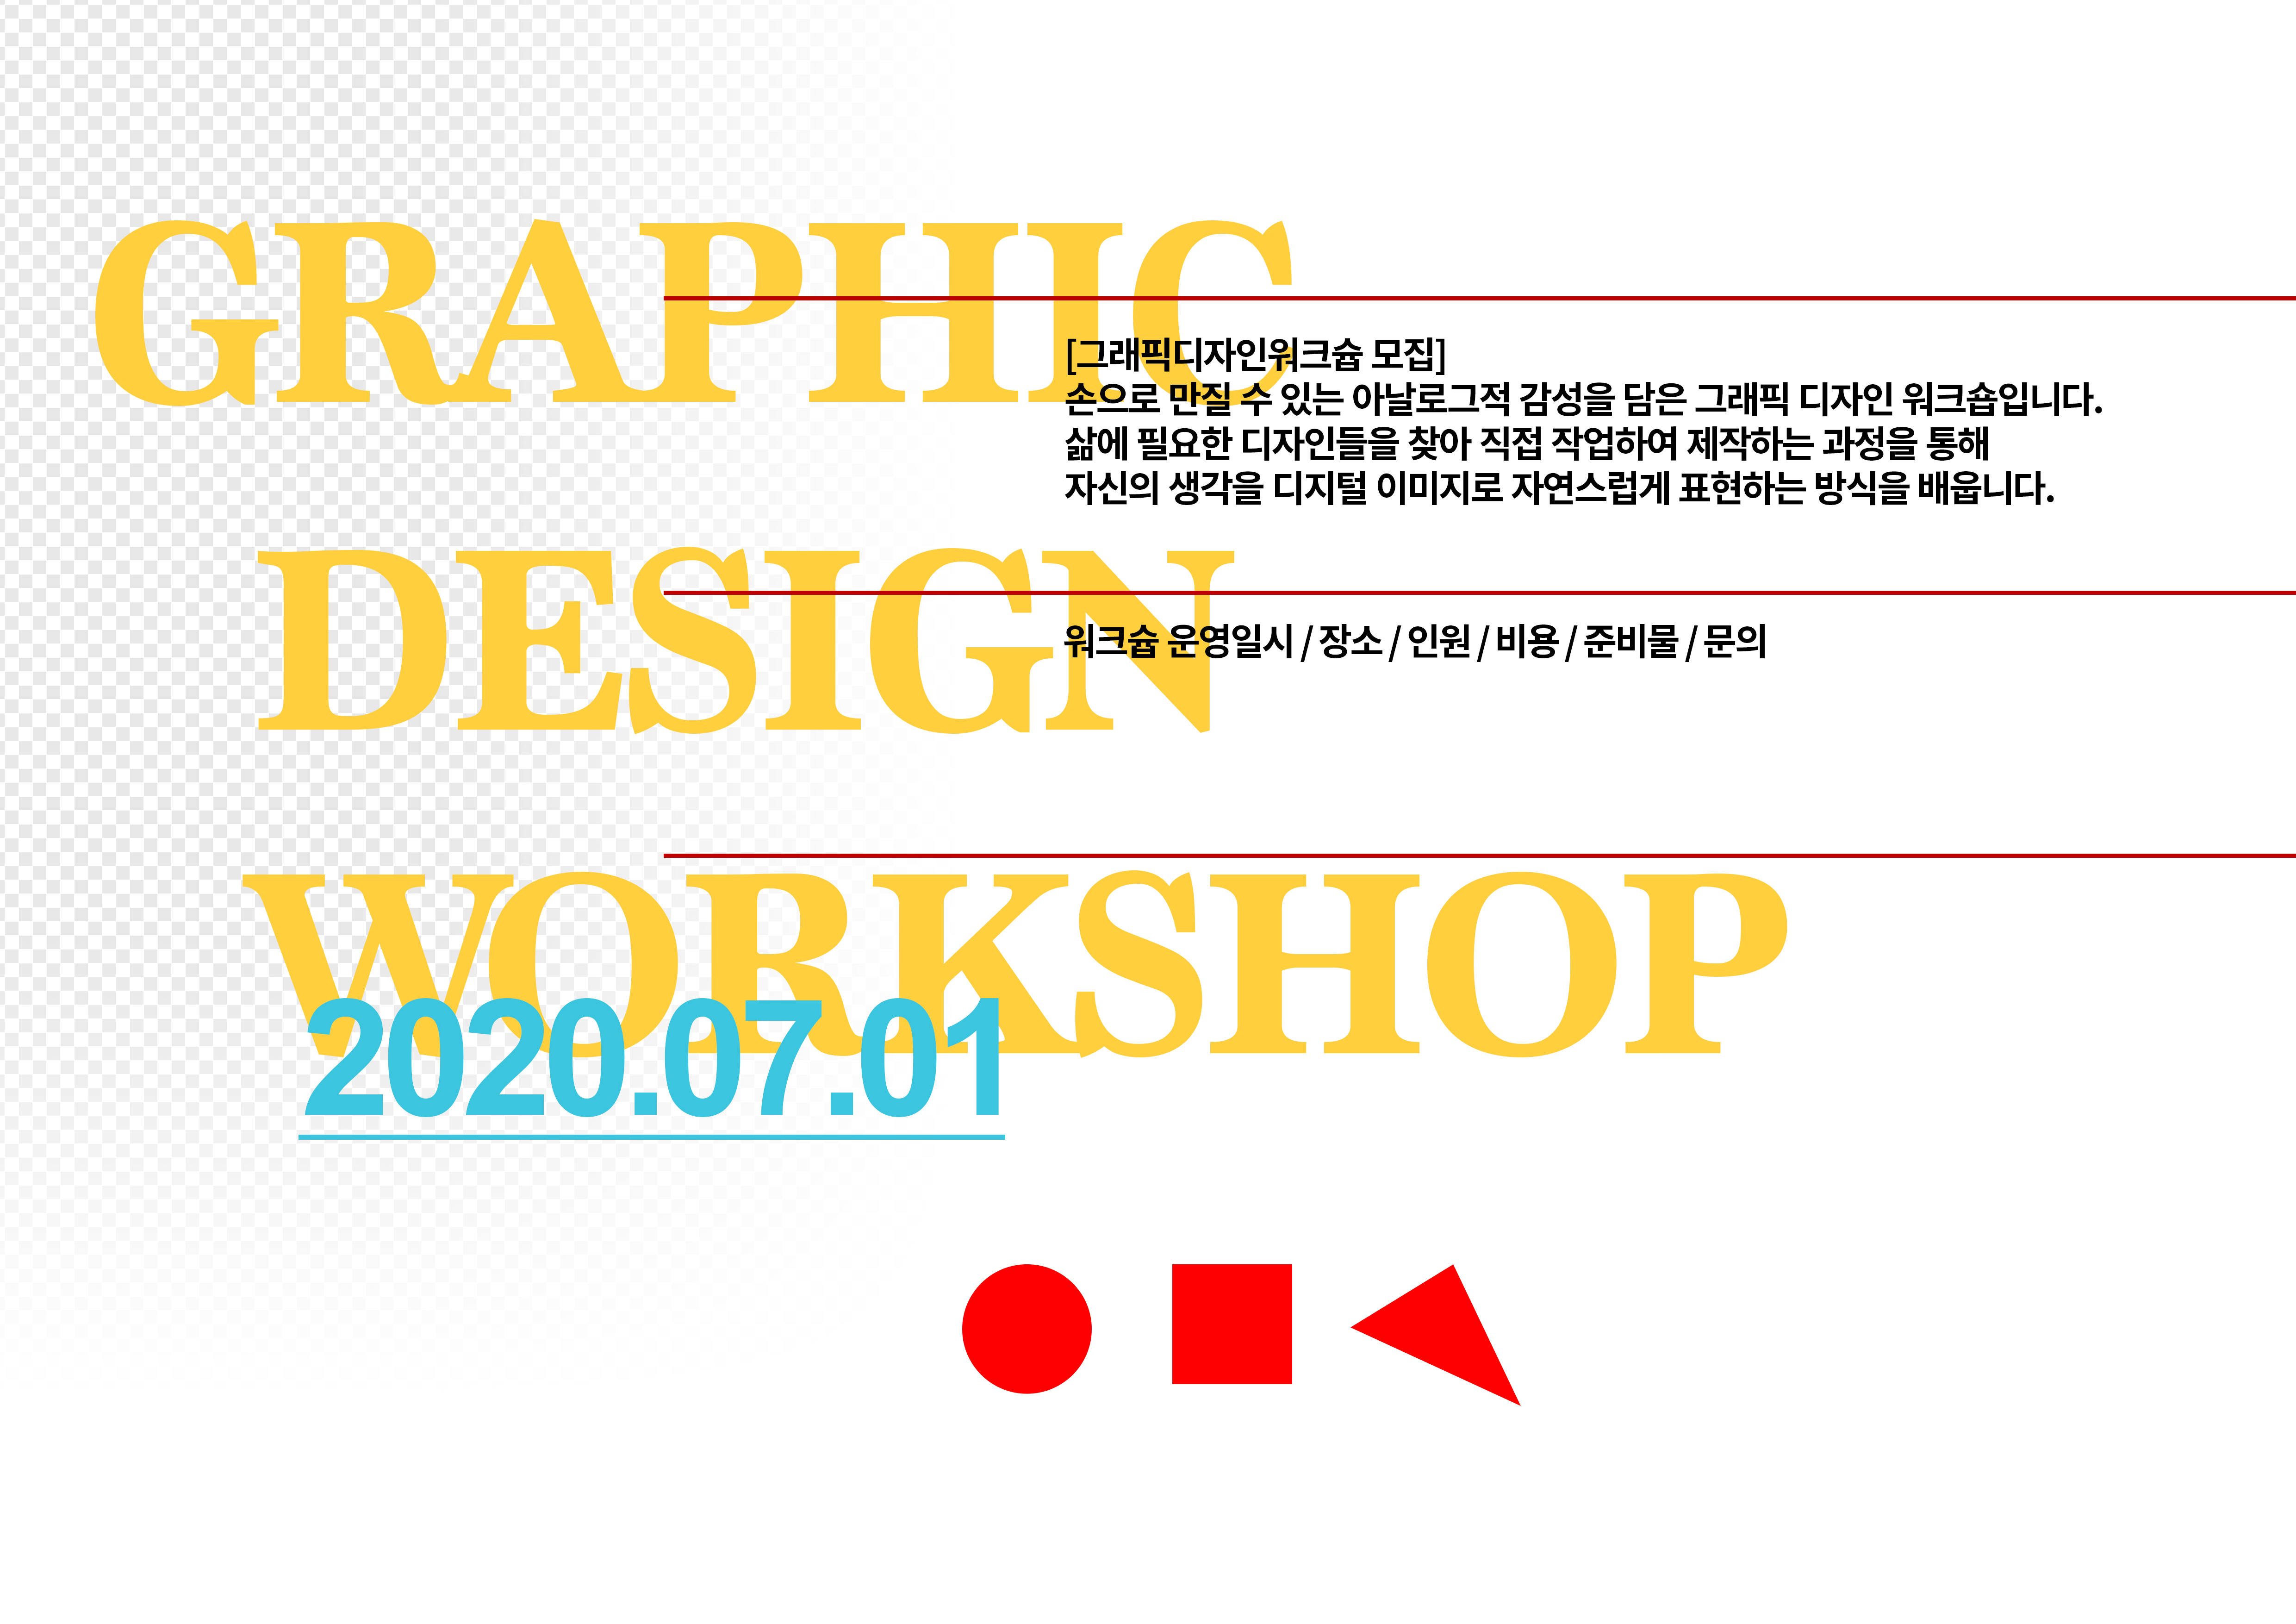 GRAPHIC
[그래픽디자인워크숍 모집]
손으로 만질 수 있는 아날로그적 감성을 담은 그래픽 디자인 워크숍입니다.
삶에 필요한 디자인들을 찾아 직접 작업하여 제작하는 과정을 통해
자신의 생각을 디지털 이미지로 자연스럽게 표현하는 방식을 배웁니다.
DESIGN
워크숍 운영일시 / 장소 / 인원 / 비용 / 준비물 / 문의
WORKSHOP
2020.07.01